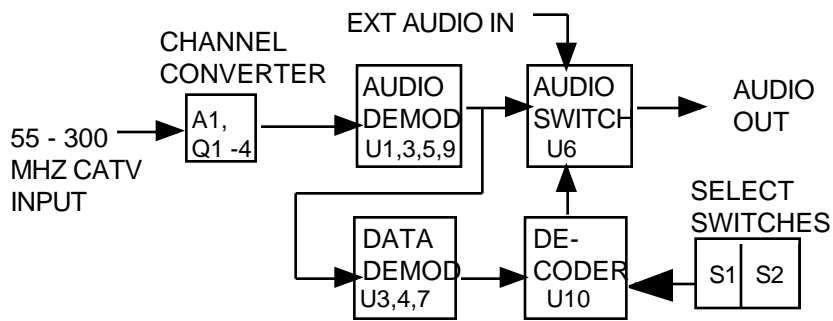 EXT AUDIO IN
CHANNEL
CONVERTER
AUDIO
DEMOD
U1,3,5,9
AUDIO
SWITCH
U6
AUDIO
OUT
A1,
Q1 -4
55 - 300
MHZ CATV
INPUT
SELECT
SWITCHES
DATA
DEMOD
U3,4,7
DE-
CODER
U10
S1
S2